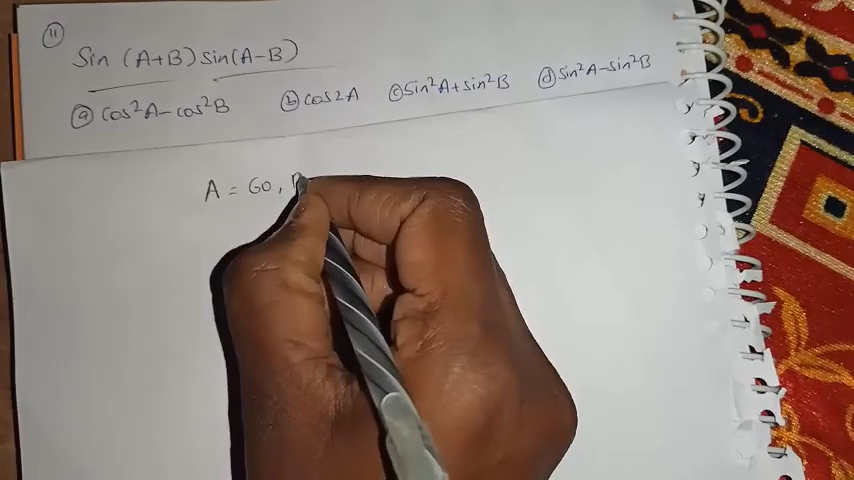 ⑪ Sin (A+B) sin(A-B)
ⓐ cos²A-cos²B ⓑ cos2A ⓒ sin²A+sin²B ⓓ sin²A-sin²B
A = 60,